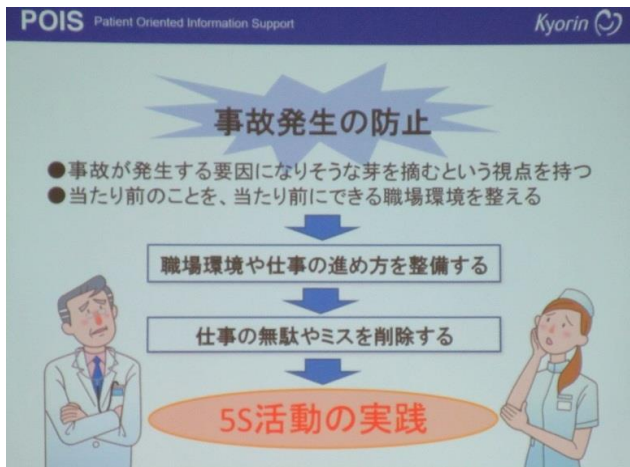 POIS Patient Oriented Information Support
Kyorin
事故発生の防止
●事故が発生する要因になりそうな芽を摘むという視点を持つ
●当たり前のことを、当たり前にできる職場環境を整える
職場環境や仕事の進め方を整備する
仕事の無駄やミスを削除する
5S活動の実践